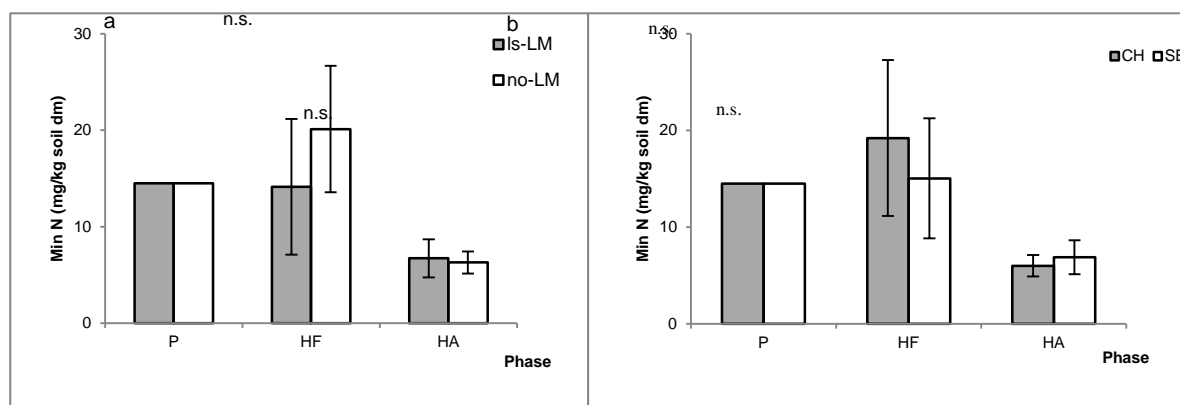 a
n.s.
b
30
ls-LM
no-LM
n.s.
20
10
0
Min N (mg/kg soil dm)
P HF HA
Phase
n.s.
30
CH SE
n.s.
20
10
0
Min N (mg/kg soil dm)
P HF HA
Phase